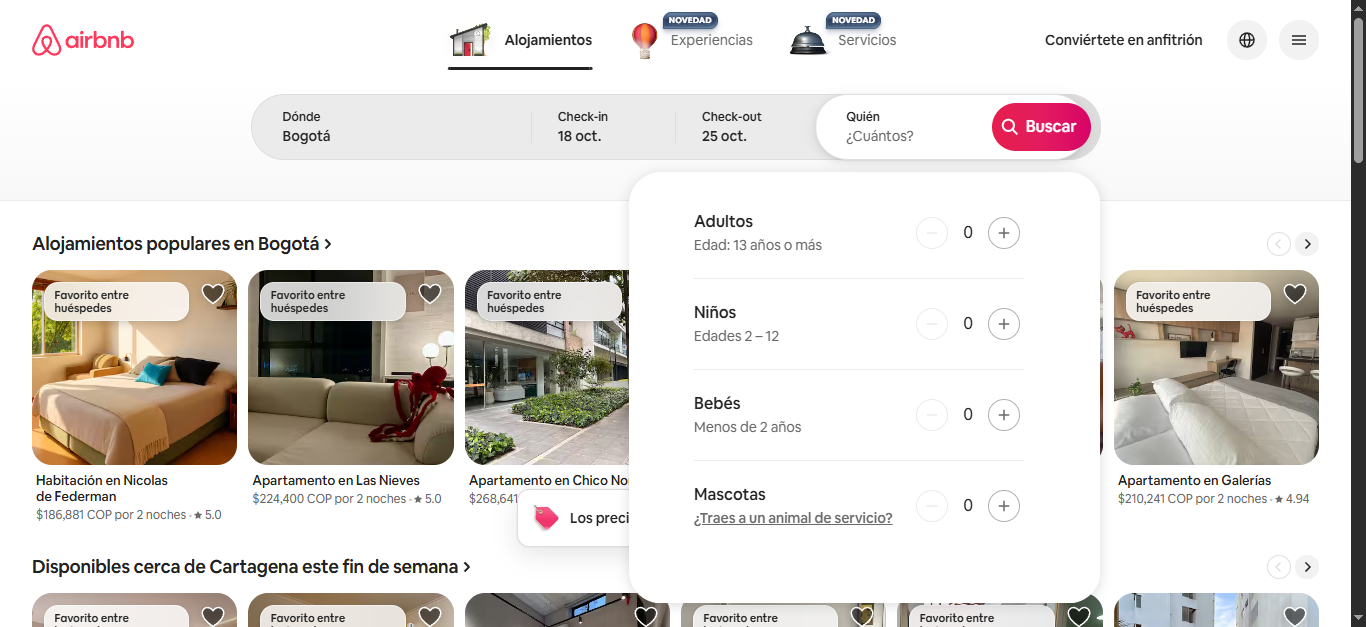 airbnb
Alojamientos
NOVEDAD
Experiencias
NOVEDAD
Servicios
Conviértete en anfitrión
Dónde
Bogotá
Check-in
18 oct.
Check-out
25 oct.
Quién
¿Cuántos?
Buscar
Adultos
Edad: 13 años o más
0
Niños
Edades 2 – 12
0
Bebés
Menos de 2 años
0
Mascotas
¿Traes a un animal de servicio?
0
Alojamientos populares en Bogotá
Favorito entre
huéspedes
Favorito entre
huéspedes
Favorito entre
huéspedes
Favorito entre
huéspedes
Habitación en Nicolas
de Federman
$186,881 COP por 2 noches · ★ 5.0
Apartamento en Las Nieves
$224,400 COP por 2 noches · ★ 5.0
Apartamento en Chico
$268,641
Apartamento en Galerías
$210,241 COP por 2 noches · ★ 4.94
Los
Disponibles cerca de Cartagena este fin de semana
Favorito entre
Favorito entre
Favorito entre
Favorito entre